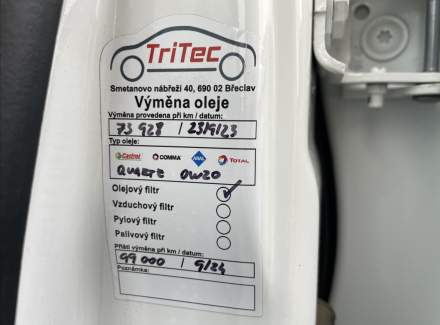 TriTec
Smetanovo nábřeží 40, 690 02 Břeclav
Výměna oleje
Výměna provedena při km / datum:
73 928 / 23/9/23
Typ oleje:
Castrol COMMA ARAL TOTAL
QUARTZ 0W20
Olejový filtr
Vzduchový filtr
Pylový filtr
Palivový filtr
Příští výměna při km / datum:
99 000 / 9/24
Poznámka: